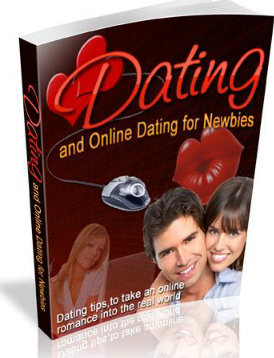 Dating
and Online Dating for Newbies
Dating tips,to take an online
romance into the real world
Dating and Online Dating for Newbies